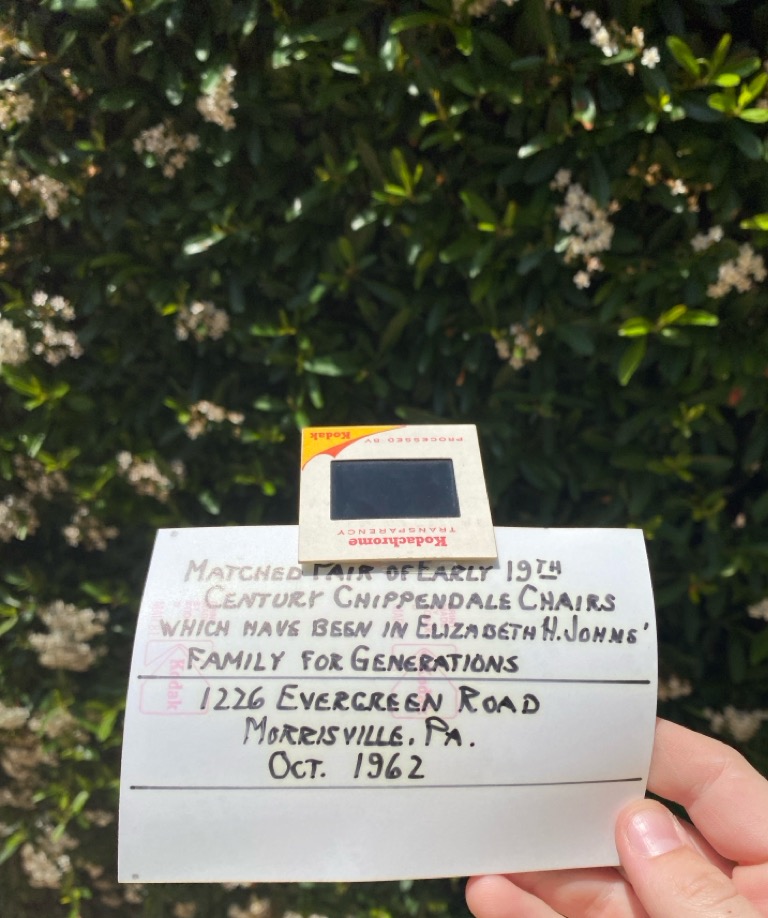 Kodak
PROCESSED BY
TRANSPARENCY
Kodachrome
MATCHED PAIR OF EARLY 19TH
CENTURY CHIPPENDALE CHAIRS
WHICH HAVE BEEN IN ELIZABETH H. JOHNS'
FAMILY FOR GENERATIONS
1226 EVERGREEN ROAD
MORRISVILLE, PA.
OCT. 1962
Kodak